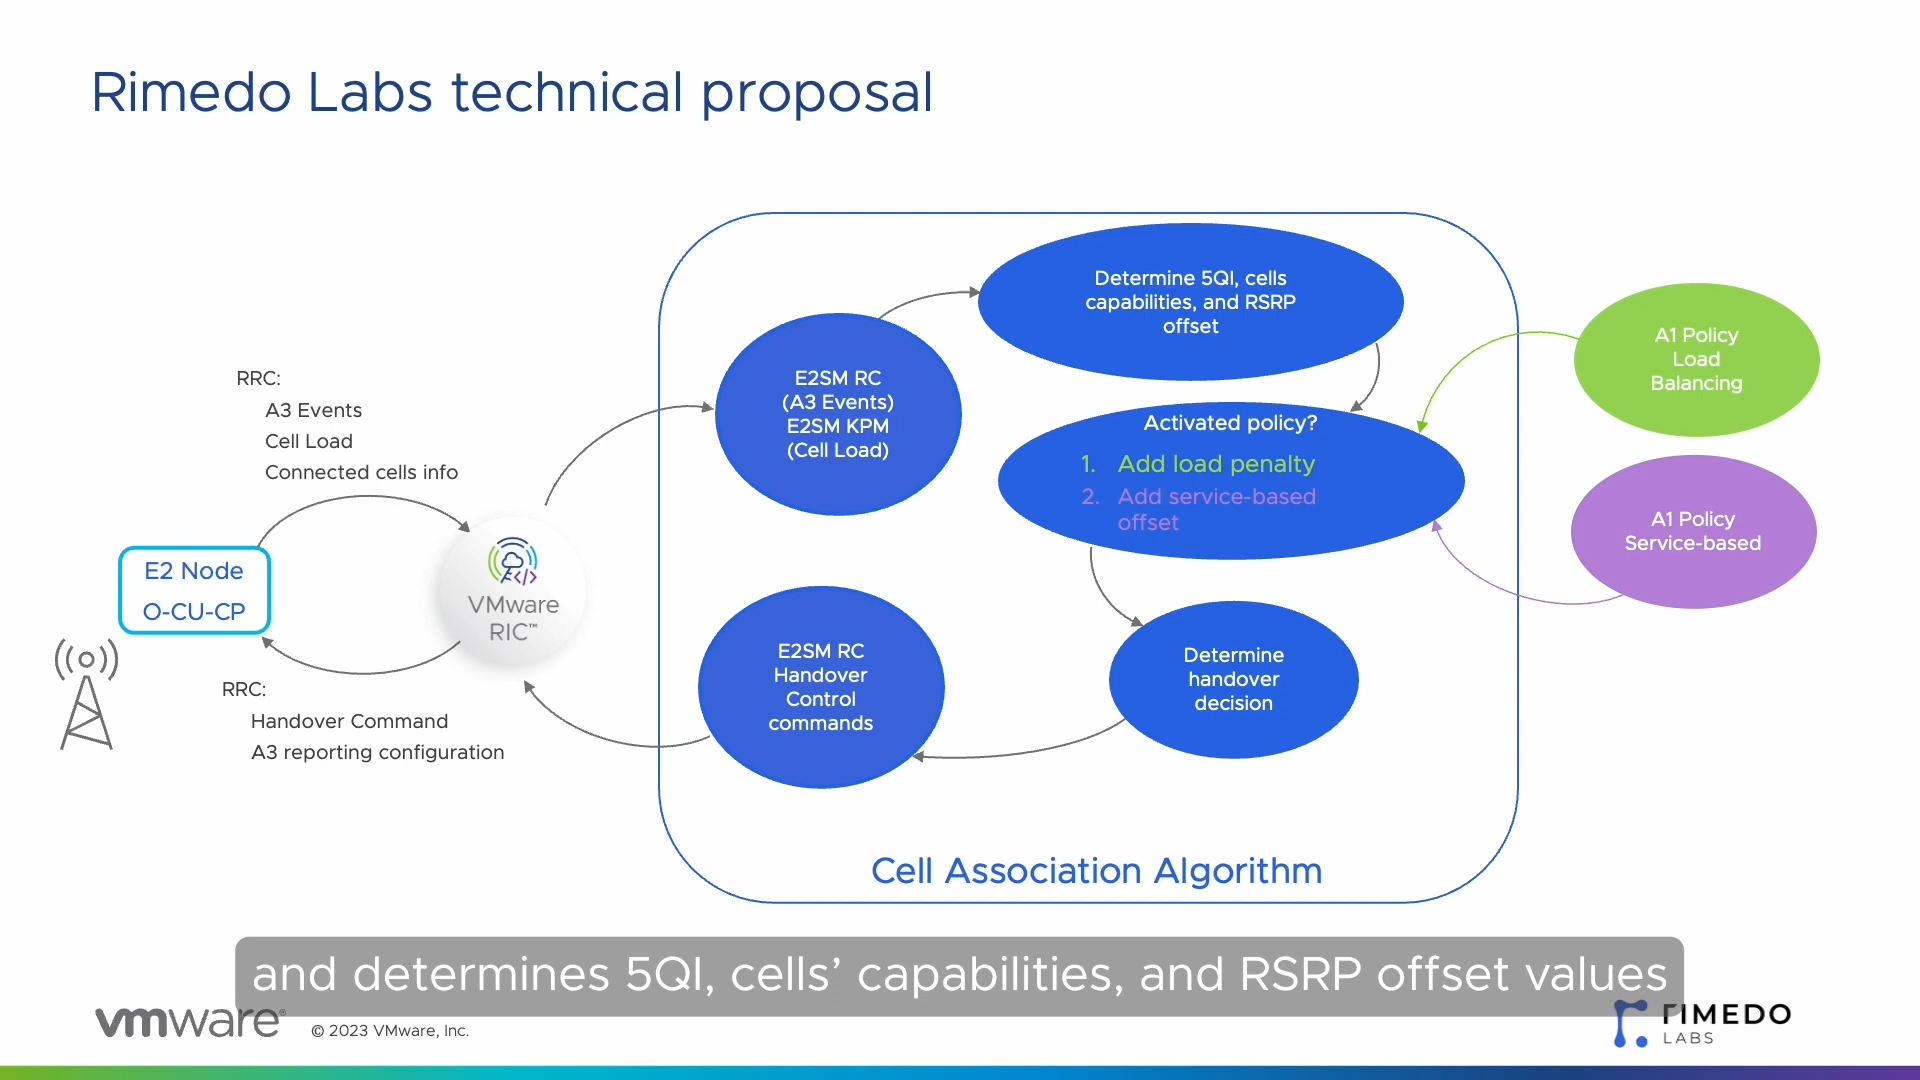 Rimedo Labs technical proposal
RRC:
A3 Events
Cell Load
Connected cells info
E2 Node
O-CU-CP
VMware
RIC™
RRC:
Handover Command
A3 reporting configuration
E2SM RC
(A3 Events)
E2SM KPM
(Cell Load)
Determine 5QI, cells
capabilities, and RSRP
offset
Activated policy?
1. Add load penalty
2. Add service-based
offset
Determine
handover
decision
E2SM RC
Handover
Control
commands
A1 Policy
Load
Balancing
A1 Policy
Service-based
Cell Association Algorithm
and determines 5QI, cells’ capabilities, and RSRP offset values
vmware®
© 2023 VMware, Inc.
RIMEDO
LABS